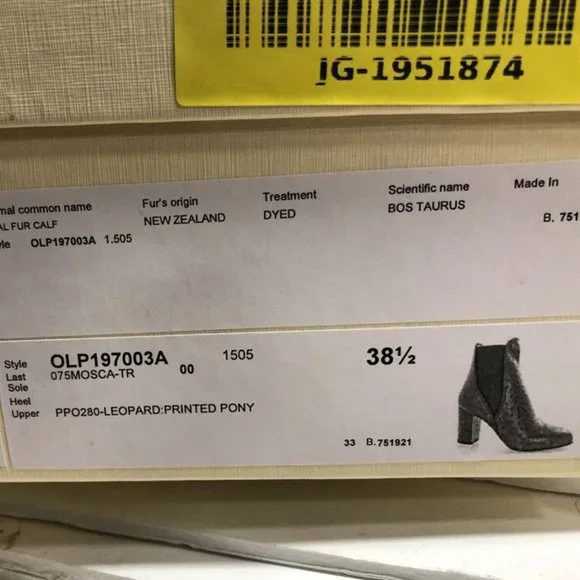 JG-1951874
mal common name Fur's origin Treatment Scientific name Made In
AL FUR CALF NEW ZEALAND DYED BOS TAURUS
OLP197003A 1.505 B. 751
Style OLP197003A 00 1505 38½
Last 075MOSCA-TR
Sole
Heel
Upper PPO280-LEOPARD:PRINTED PONY
33 B.751921